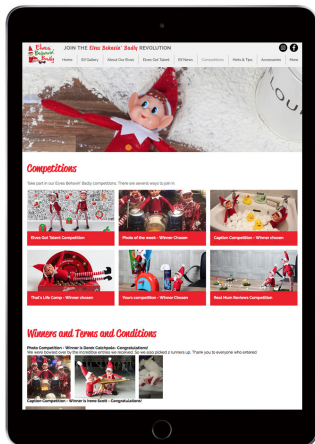 Elves Behavin' Badly
JOIN THE Elves Behavin' Badly REVOLUTION
Home Elf Gallery About Our Elves Elves Got Talent Elf News Competitions Hints & Tips Accessories More
FLOUR
Competitions
Take part in our Elves Behavin' Badly competitions. There are several ways to join in.
Elves Got Talent Competition
Photo of the week - Winner Chosen
Caption Competition - Winner chosen
That's Life Comp - Winner chosen
Yours competition - Winner Chosen
Real Mum Reviews Competition
Winners and Terms and Conditions
Photo Competition - Winner is Derek Catchpole- Congratulations!
We were bowled over by the incredible entries we received. So we also picked 2 runners up. Thank you to everyone who entered
Caption Competition - Winner is Irene Scott - Congratulations!